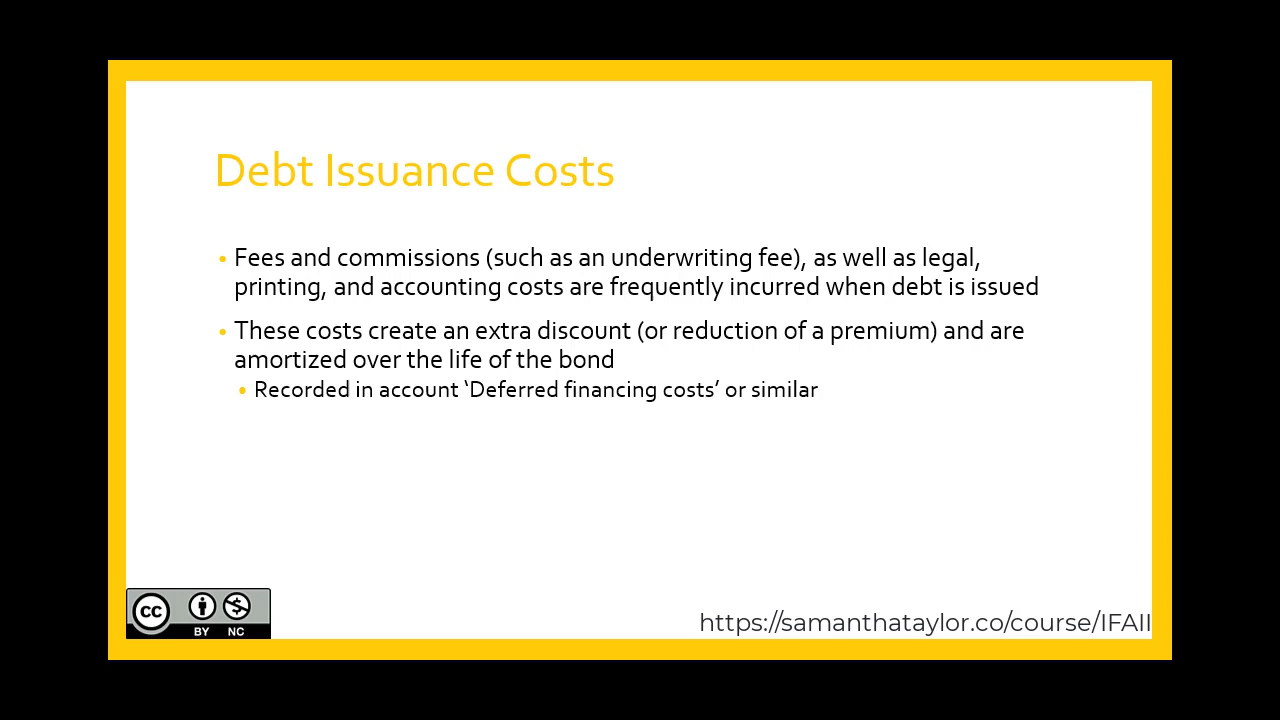 Debt Issuance Costs
• Fees and commissions (such as an underwriting fee), as well as legal,
printing, and accounting costs are frequently incurred when debt is issued
• These costs create an extra discount (or reduction of a premium) and are
amortized over the life of the bond
• Recorded in account ‘Deferred financing costs’ or similar
CC
BY NC
https://samanthataylor.co/course/IFAII